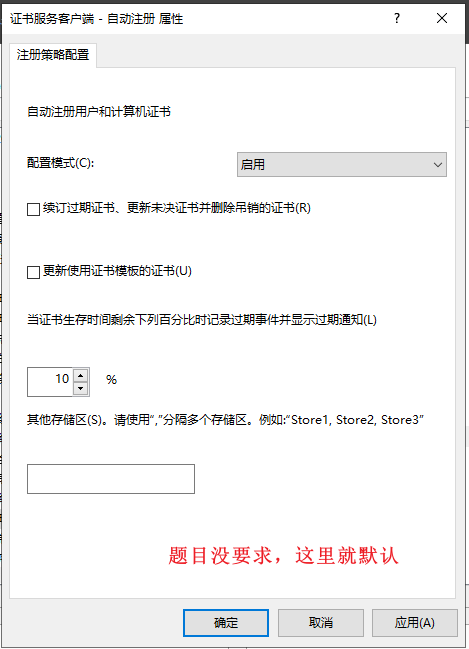 证书服务客户端 - 自动注册 属性
?
注册策略配置
自动注册用户和计算机证书
配置模式(C):
启用
续订过期证书、更新未决证书并删除吊销的证书(R)
更新使用证书模板的证书(U)
当证书生存时间剩余下列百分比时记录过期事件并显示过期通知(L)
10 %
其他存储区(S)。请使用“,”分隔多个存储区。例如:“Store1, Store2, Store3”
题目没要求，这里就默认
确定 取消 应用(A)